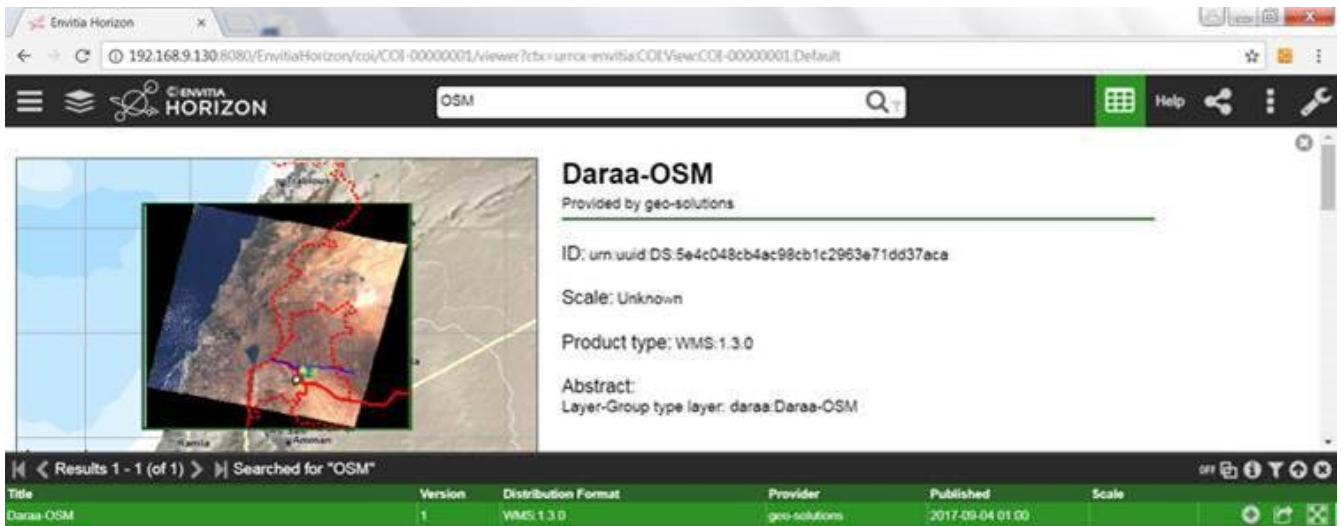 Envitia Horizon
192.168.9.130:8080/EnvitiaHorizon/coi/COI-00000001/viewer?ctx=urn:x-envitia:COI:View:COI-00000001:Default
ENVITIA
HORIZON
OSM
Help
Daraa-OSM
Provided by geo-solutions
ID: urn:uuid:DS:5e4c048cb4ac98cb1c2963e71dd37aca
Scale: Unknown
Product type: WMS:1.3.0
Abstract:
Layer-Group type layer: daraa:Daraa-OSM
Trablous
Ramla
Amman
Results 1 - 1 (of 1) Searched for "OSM"
OFF
Title Version Distribution Format Provider Published Scale
Daraa-OSM 1 WMS:1.3.0 geo-solutions 2017-09-04 01:00